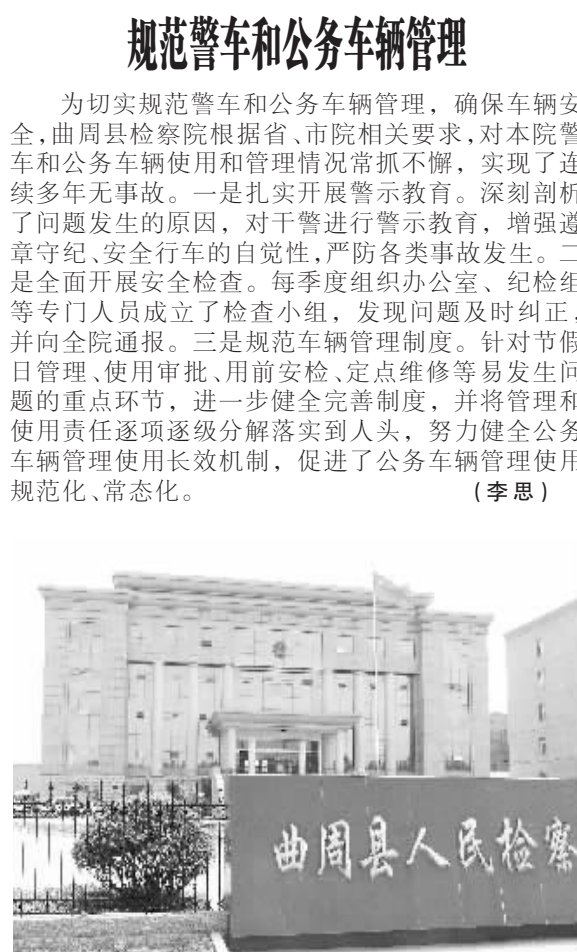 规范警车和公务车辆管理
为切实规范警车和公务车辆管理，确保车辆安
全，曲周县检察院根据省、市院相关要求，对本院警
车和公务车辆使用和管理情况常抓不懈，实现了连
续多年无事故。一是扎实开展警示教育。深刻剖析
了问题发生的原因，对干警进行警示教育，增强遵
章守纪、安全行车的自觉性，严防各类事故发生。二
是全面开展安全检查。每季度组织办公室、纪检组
等专门人员成立了检查小组，发现问题及时纠正，
并向全院通报。三是规范车辆管理制度。针对节假
日管理、使用审批、用前安检、定点维修等易发生问
题的重点环节，进一步健全完善制度，并将管理和
使用责任逐项逐级分解落实到人头，努力健全公务
车辆管理使用长效机制，促进了公务车辆管理使用
规范化、常态化。 （李思）
曲周县人民检察